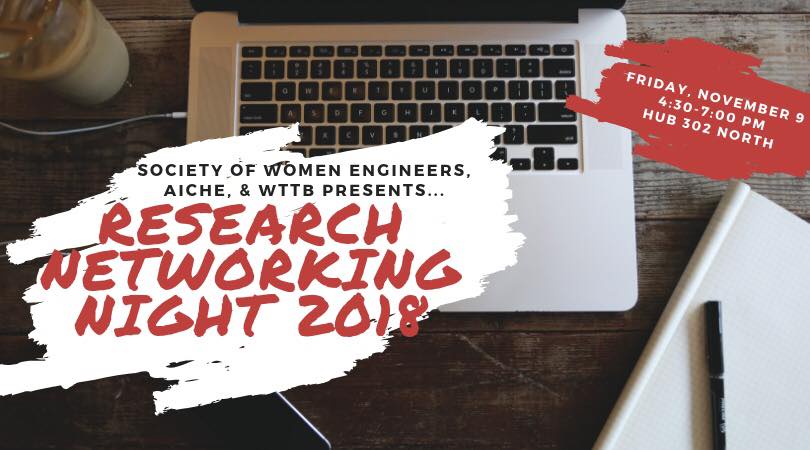 SOCIETY OF WOMEN ENGINEERS,
AICHE, & WTTB PRESENTS...
RESEARCH
NETWORKING
NIGHT 2018
FRIDAY, NOVEMBER 9
4:30-7:00 PM
HUB 302 NORTH